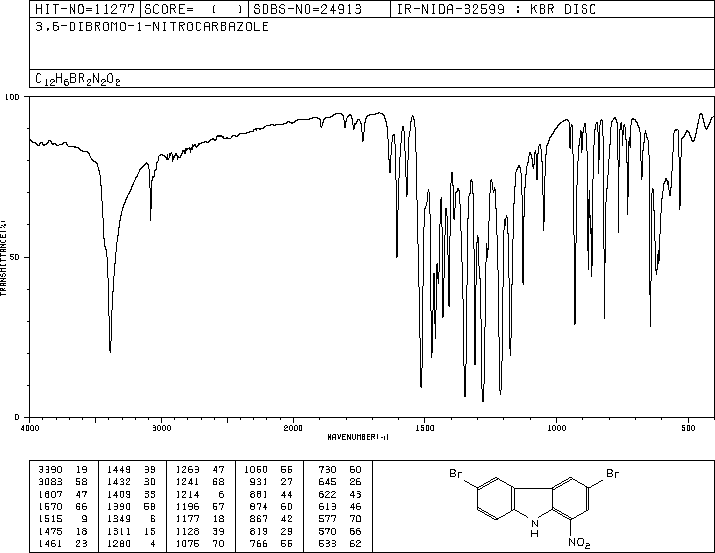 HIT-NO=11277 SCORE= ( ) SDBS-NO=24913 IR-NIDA-32599 : KBR DISC
3,6-DIBROMO-1-NITROCARBAZOLE
C12H6BR2N2O2
100
50
0
TRANSMITTANCE(%)
4000 3000 2000 1500 1000 500
WAVENUMBER(-1)
3390 19 1449 39 1263 47 1060 56 730 60
3083 58 1432 30 1241 68 931 27 645 26
1607 47 1409 33 1214 6 881 44 622 43
1570 66 1390 58 1196 57 874 60 613 46
1515 9 1349 6 1177 18 867 42 577 70
1475 18 1311 15 1128 39 819 29 570 66
1461 23 1280 4 1076 70 766 55 533 62
Br
Br
N
H
NO2